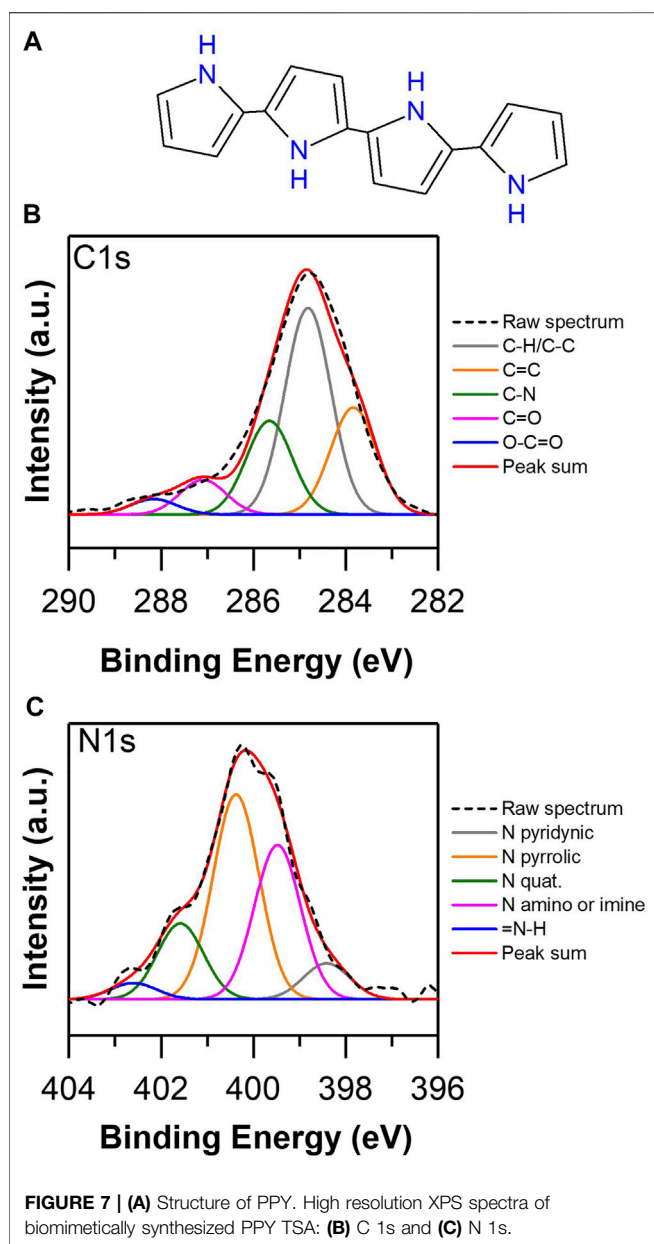 A
H
N
H
N
N
H
N
H
B
C1s
Intensity (a.u.)
Raw spectrum
C-H/C-C
C=C
C-N
C=O
O-C=O
Peak sum
290 288 286 284 282
Binding Energy (eV)
C
N1s
Intensity (a.u.)
Raw spectrum
N pyridynic
N pyrrolic
N quat.
N amino or imine
=N-H
Peak sum
404 402 400 398 396
Binding Energy (eV)
FIGURE 7 | (A) Structure of PPY. High resolution XPS spectra of
biomimetically synthesized PPY TSA: (B) C 1s and (C) N 1s.